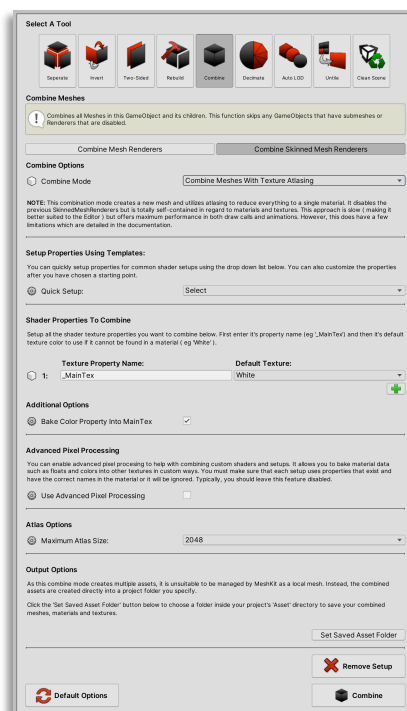 Select A Tool
Seperate Invert Two-Sided Rebuild Combine Decimate Auto LOD Untile Clean Scene
Combine Meshes
Combines all Meshes in this GameObject and its children. This function skips any GameObjects that have submeshes or
Renderers that are disabled.
Combine Mesh Renderers Combine Skinned Mesh Renderers
Combine Options
Combine Mode Combine Meshes With Texture Atlasing
NOTE: This combination mode creates a new mesh and utilizes atlasing to reduce everything to a single material. It disables the
previous SkinnedMeshRenderers but is totally self-contained in regard to materials and textures. This approach is slow ( making it
better suited to the Editor ) but offers maximum performance in both draw calls and animations. However, this does have a few
limitations which are detailed in the documentation.
Setup Properties Using Templates:
You can quickly setup properties for common shader setups using the drop down list below. You can also customize the properties
after you have chosen a starting point.
Quick Setup: Select
Shader Properties To Combine
Setup all the shader texture properties you want to combine below. First enter it's property name (eg '_MainTex') and then it's default
texture color to use if it cannot be found in a material ( eg 'White' ).
Texture Property Name: Default Texture:
1: _MainTex White
Additional Options
Bake Color Property Into MainTex
Advanced Pixel Processing
You can enable advanced pixel procesing to help with combining custom shaders and setups. It allows you to bake material data
such as floats and colors into other textures in custom ways. You must make sure that each setup uses properties that exist and
have the correct names in the material or it will be ignored. Typically, you should leave this feature disabled.
Use Advanced Pixel Processing
Atlas Options
Maximum Atlas Size: 2048
Output Options
As this combine mode creates multiple assets, it is unsuitable to be managed by MeshKit as a local mesh. Instead, the combined
assets are created directly into a project folder you specify.
Click the 'Set Saved Asset Folder' button below to choose a folder inside your project's 'Asset' directory to save your combined
meshes, materials and textures.
Set Saved Asset Folder
Remove Setup
Default Options Combine